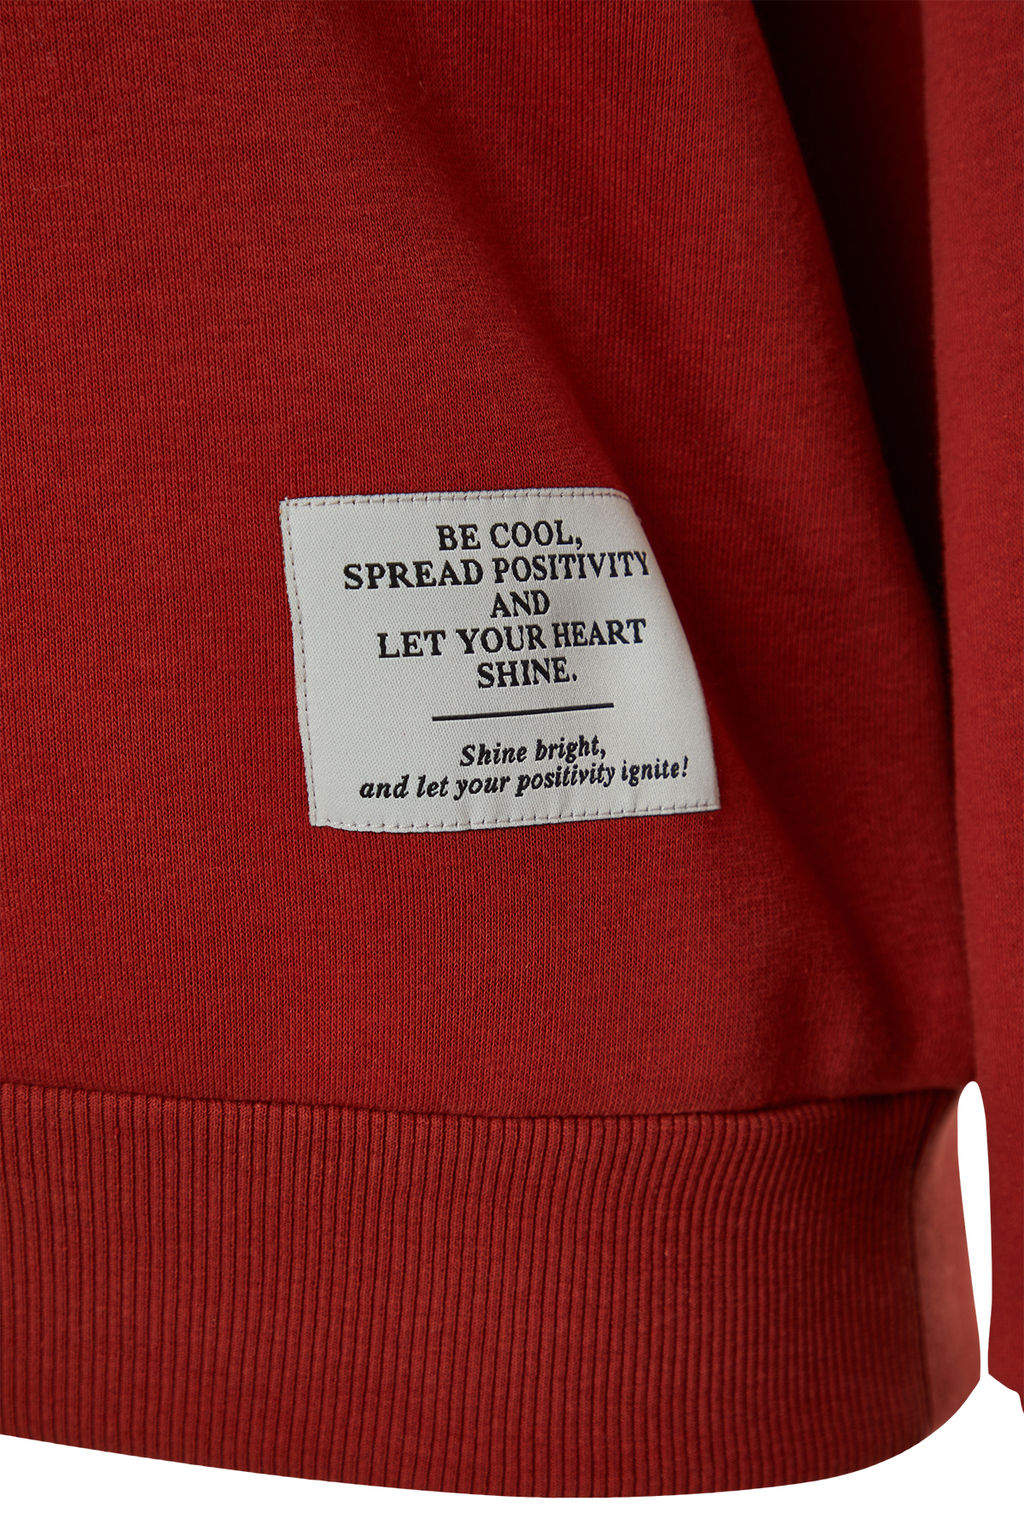 BE COOL,
SPREAD POSITIVITY
AND
LET YOUR HEART
SHINE.
Shine bright,
and let your positivity ignite!